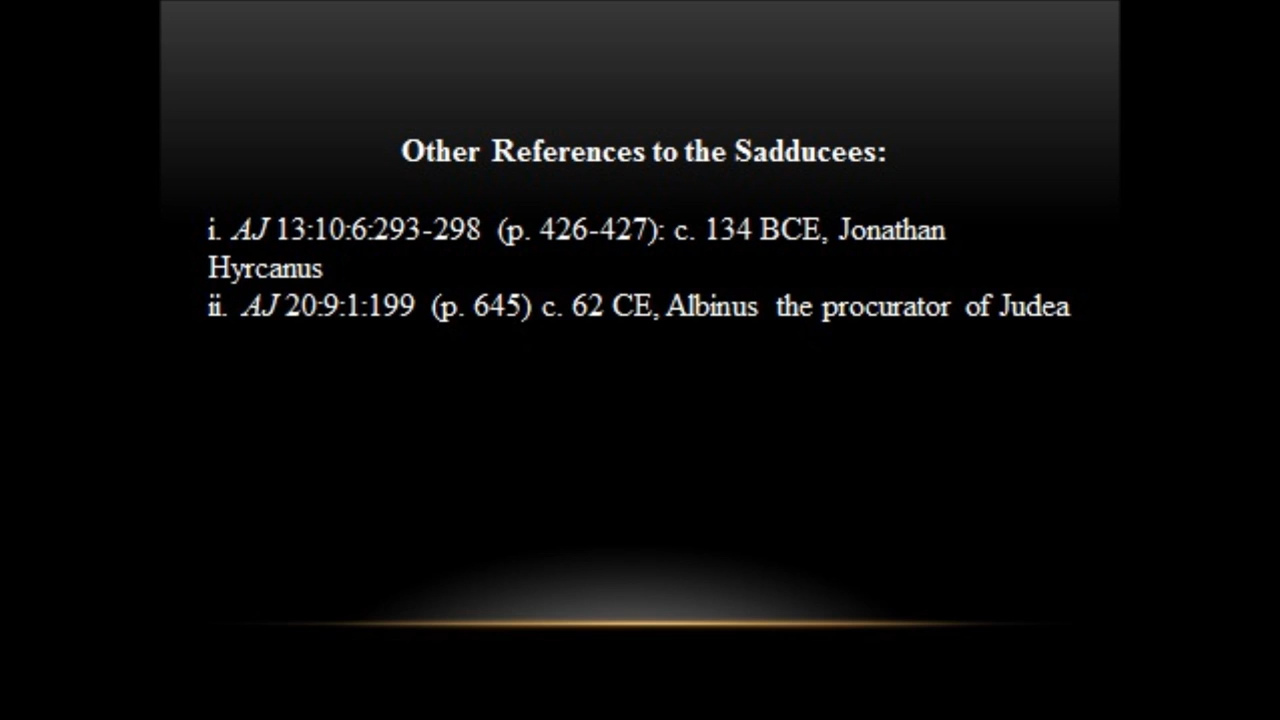 Other References to the Sadducees:
i. AJ 13:10:6:293-298 (p. 426-427): c. 134 BCE, Jonathan
Hyrcanus
ii. AJ 20:9:1:199 (p. 645) c. 62 CE, Albinus the procurator of Judea